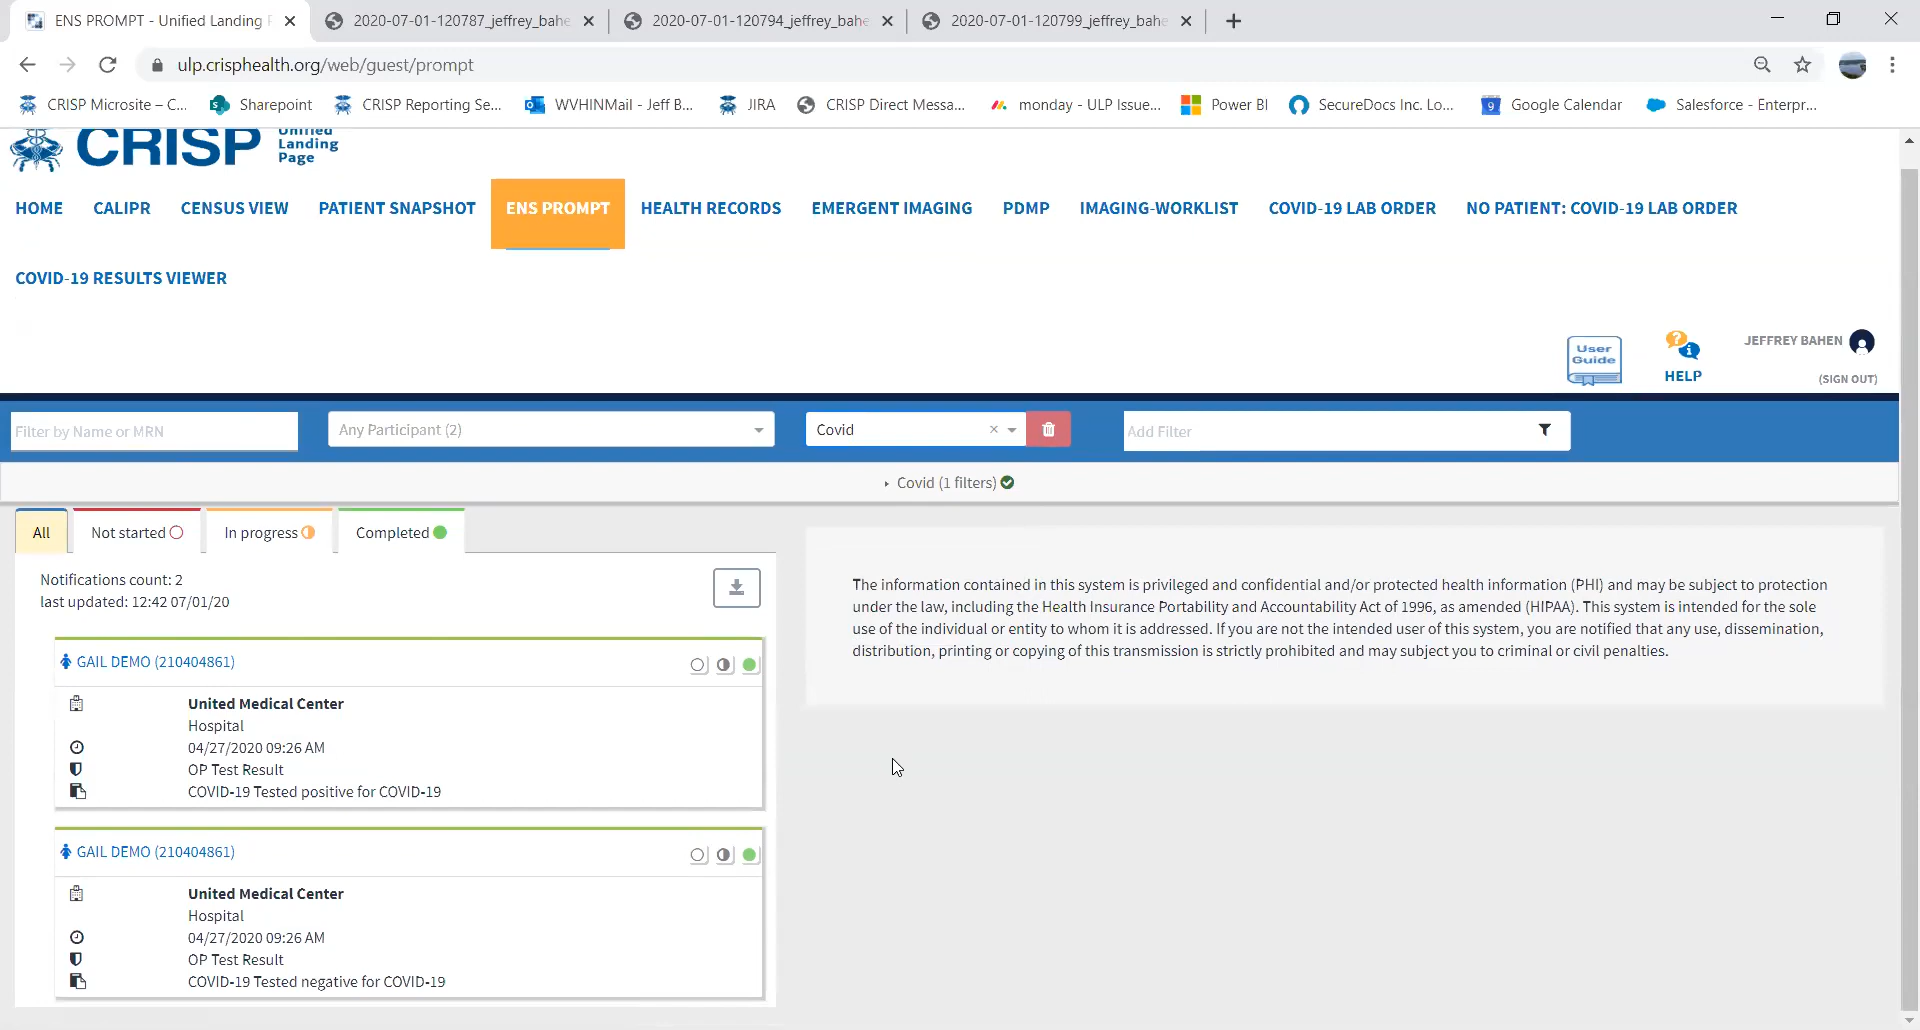 ENS PROMPT - Unified Landing
2020-07-01-120787_jeffrey_bahe
2020-07-01-120794_jeffrey_bahe
2020-07-01-120799_jeffrey_bahe
ulp.crisphealth.org/web/guest/prompt
CRISP Microsite – C...
Sharepoint
CRISP Reporting Se...
WVHINMail - Jeff B...
JIRA
CRISP Direct Messa...
monday - ULP Issue...
Power BI
SecureDocs Inc. Lo...
9
Google Calendar
Salesforce - Enterpr...
CRISP
Unified
Landing
Page
HOME CALIPR CENSUS VIEW PATIENT SNAPSHOT ENS PROMPT HEALTH RECORDS EMERGENT IMAGING PDMP IMAGING-WORKLIST COVID-19 LAB ORDER NO PATIENT: COVID-19 LAB ORDER
COVID-19 RESULTS VIEWER
User
Guide
HELP
JEFFREY BAHEN
(SIGN OUT)
Filter by Name or MRN
Any Participant (2)
Covid
Add Filter
Covid (1 filters)
All
Not started
In progress
Completed
Notifications count: 2
last updated: 12:42 07/01/20
GAIL DEMO (210404861)
United Medical Center
Hospital
04/27/2020 09:26 AM
OP Test Result
COVID-19 Tested positive for COVID-19
GAIL DEMO (210404861)
United Medical Center
Hospital
04/27/2020 09:26 AM
OP Test Result
COVID-19 Tested negative for COVID-19
The information contained in this system is privileged and confidential and/or protected health information (PHI) and may be subject to protection
under the law, including the Health Insurance Portability and Accountability Act of 1996, as amended (HIPAA). This system is intended for the sole
use of the individual or entity to whom it is addressed. If you are not the intended user of this system, you are notified that any use, dissemination,
distribution, printing or copying of this transmission is strictly prohibited and may subject you to criminal or civil penalties.